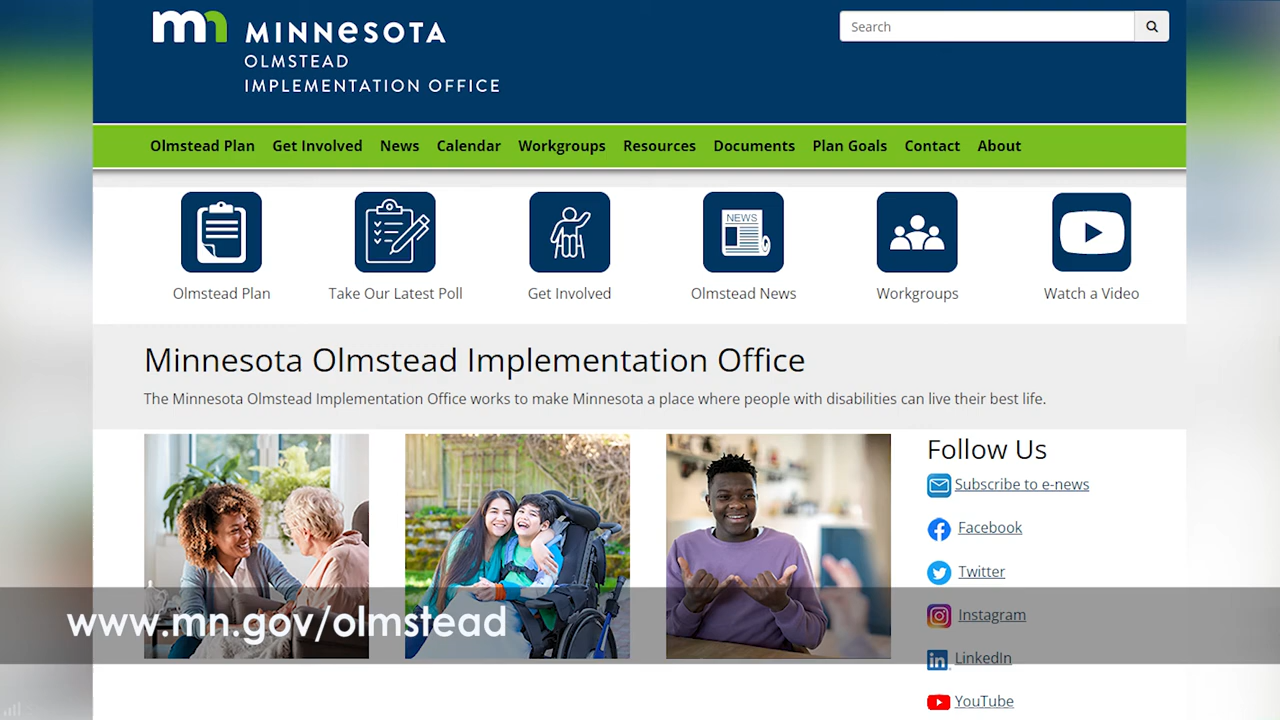 mn MINNESOTA
OLMSTEAD
IMPLEMENTATION OFFICE
Search
Olmstead Plan Get Involved News Calendar Workgroups Resources Documents Plan Goals Contact About
NEWS
Olmstead Plan Take Our Latest Poll Get Involved Olmstead News Workgroups Watch a Video
Minnesota Olmstead Implementation Office
The Minnesota Olmstead Implementation Office works to make Minnesota a place where people with disabilities can live their best life.
Follow Us
Subscribe to e-news
Facebook
Twitter
Instagram
in LinkedIn
YouTube
www.mn.gov/olmstead